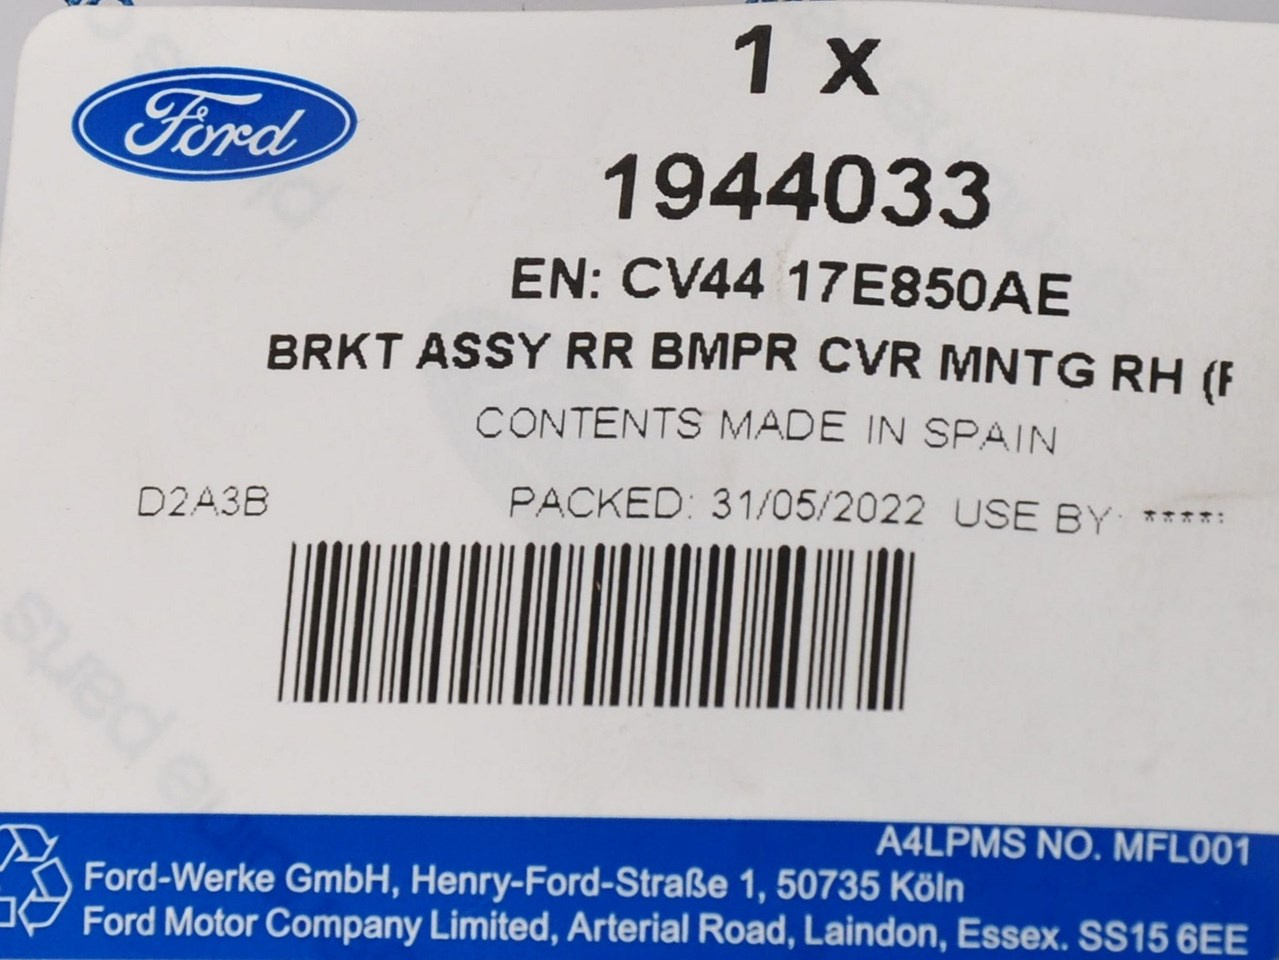 Ford
1 x
1944033
EN: CV44 17E850AE
BRKT ASSY RR BMPR CVR MNTG RH (
CONTENTS MADE IN SPAIN
D2A3B PACKED: 31/05/2022 USE BY: ****:
A4LPMS NO. MFL001
Ford-Werke GmbH, Henry-Ford-Straße 1, 50735 Köln
Ford Motor Company Limited, Arterial Road, Laindon, Essex. SS15 6EE